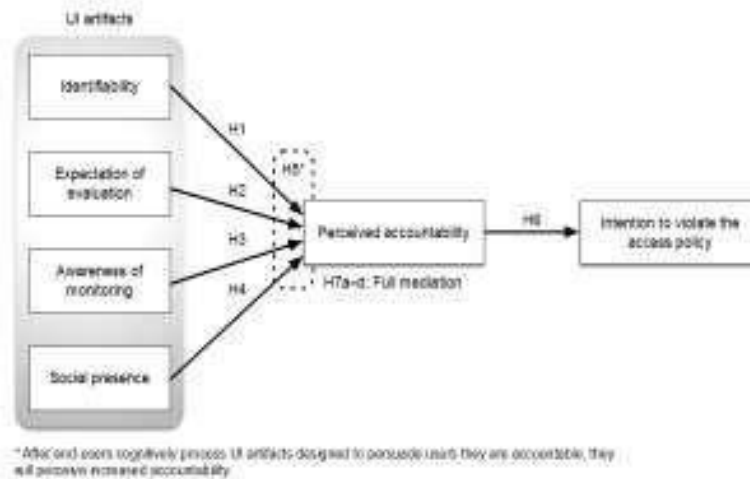 UI artifacts
Identifiability
H1
H5*
Expectation of
evaluation
H2
Perceived accountability
H6
Intention to violate the
access policy
H3
Awareness of
monitoring
H4
H7a-d: Full mediation
Social presence
*After end-users cognitively process UI artifacts designed to persuade users they are accountable, they
will perceive increased accountability